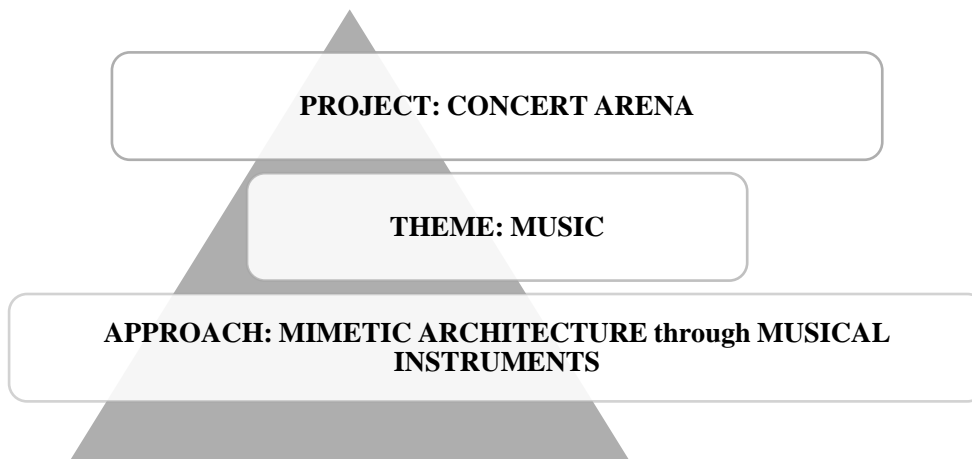 PROJECT: CONCERT ARENA
THEME: MUSIC
APPROACH: MIMETIC ARCHITECTURE through MUSICAL
INSTRUMENTS